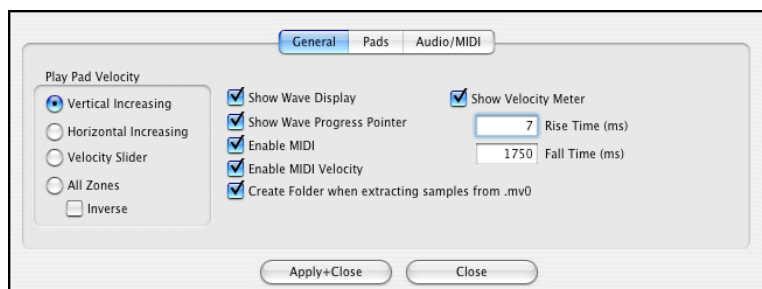 General Pads Audio/MIDI
Play Pad Velocity
Vertical Increasing
Horizontal Increasing
Velocity Slider
All Zones
Inverse
Show Wave Display
Show Wave Progress Pointer
Enable MIDI
Enable MIDI Velocity
Create Folder when extracting samples from .mv0
Show Velocity Meter
7 Rise Time (ms)
1750 Fall Time (ms)
Apply+Close Close